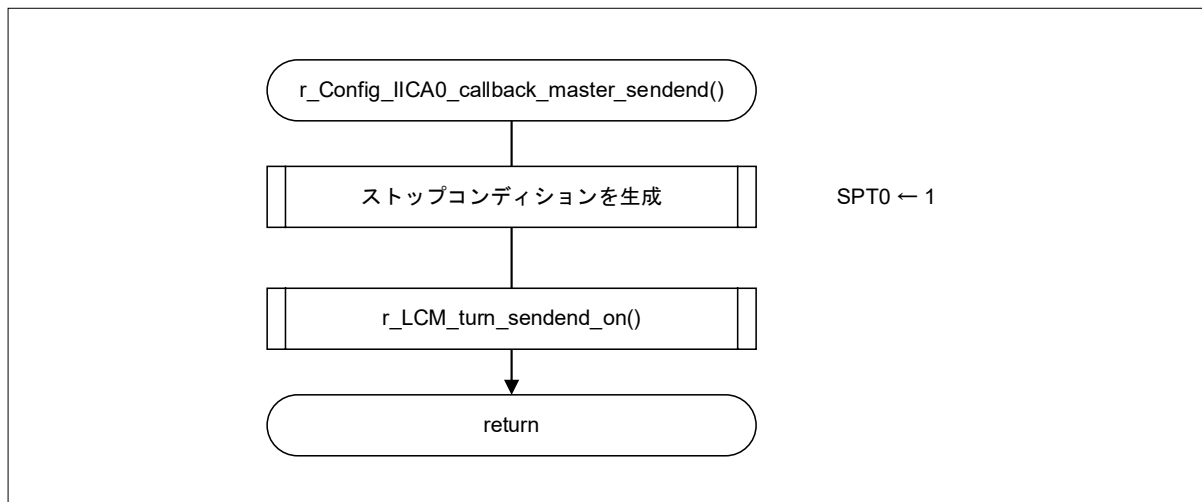 r_Config_IICA0_callback_master_sendend()
ストップコンディションを生成
SPT0 ← 1
r_LCM_turn_sendend_on()
return